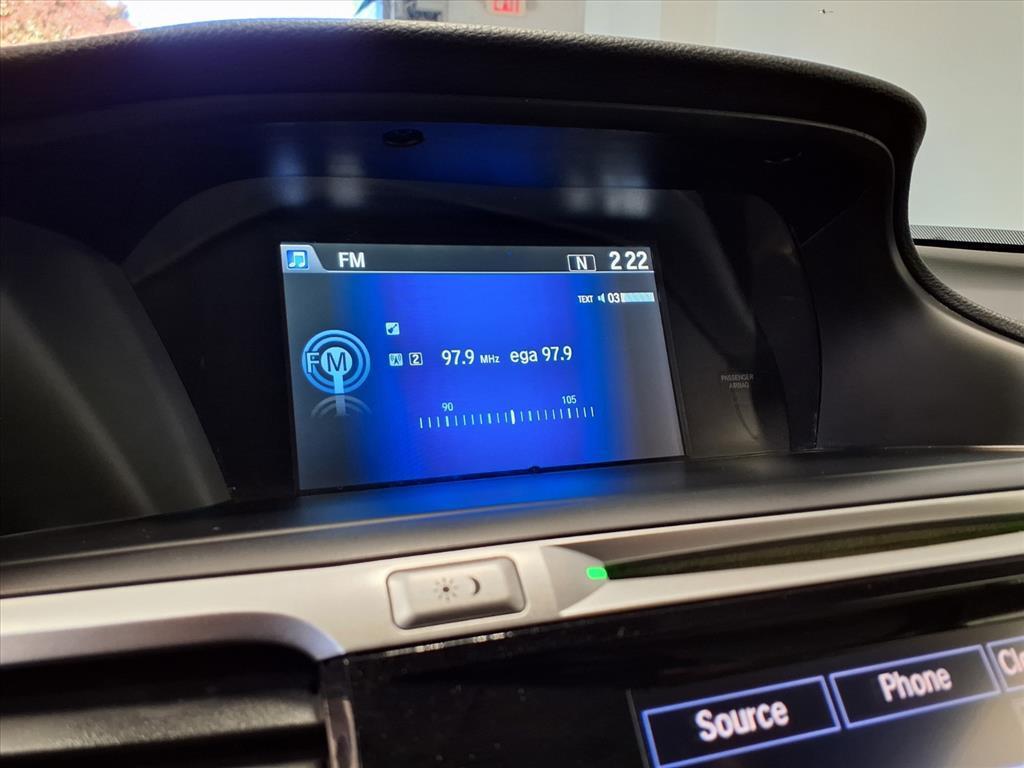 FM N 2 22
TEXT 03
FM
2 97.9 MHz ega 97.9
90 105
PASSENGER
AIRBAG
Source Phone Cl